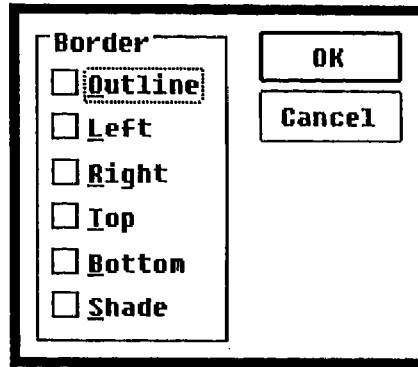 Border
Outline
Left
Right
Top
Bottom
Shade
OK
Cancel